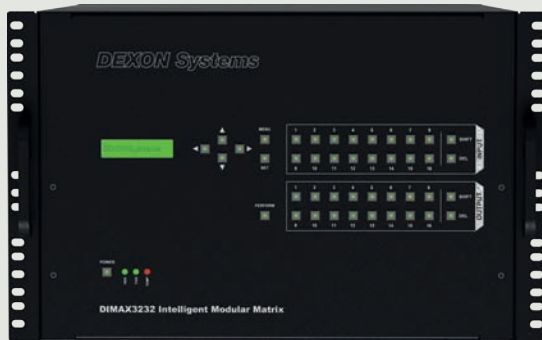 DEXON Systems
MENU
SET
1 2 3 4 5 6 7 8
SHIFT
9 10 11 12 13 14 15 16
DEL
INPUT
PERFORM
1 2 3 4 5 6 7 8
SHIFT
9 10 11 12 13 14 15 16
DEL
OUTPUT
POWER
DIMAX3232 Intelligent Modular Matrix